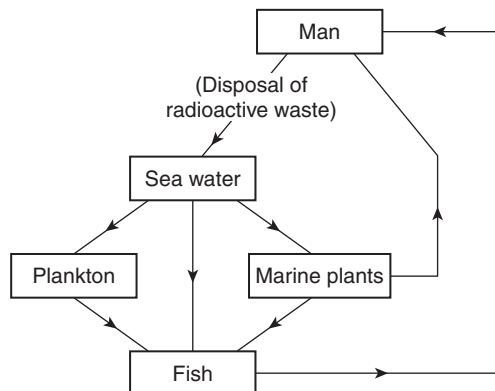 Man
(Disposal of
radioactive waste)
Sea water
Plankton
Marine plants
Fish